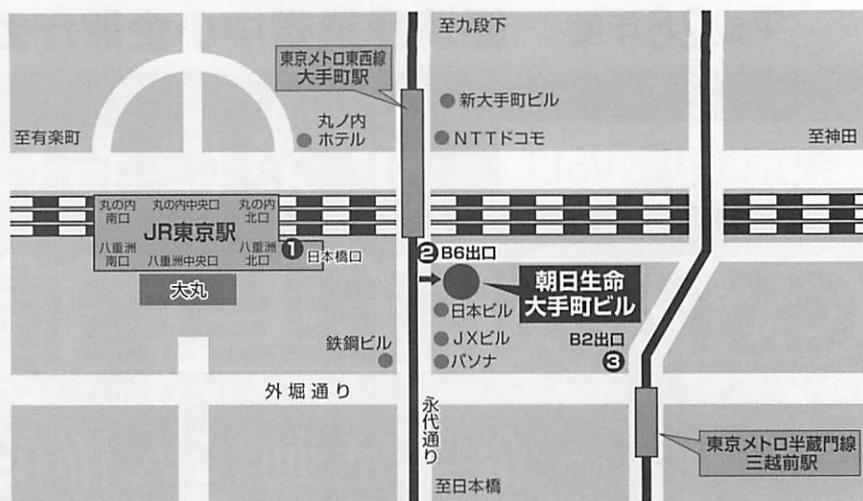 至九段下
東京メトロ東西線
大手町駅
新大手町ビル
丸ノ内
ホテル
NTTドコモ
至有楽町
至神田
丸の内
南口
丸の内中央口
丸の内
北口
JR東京駅
八重洲
南口
八重洲中央口
八重洲
北口
❶
日本橋口
大丸
❷ B6出口
朝日生命
大手町ビル
日本ビル
JXビル
パソナ
B2出口
❸
鉄鋼ビル
外堀通り
永代通り
東京メトロ半蔵門線
三越前駅
至日本橋